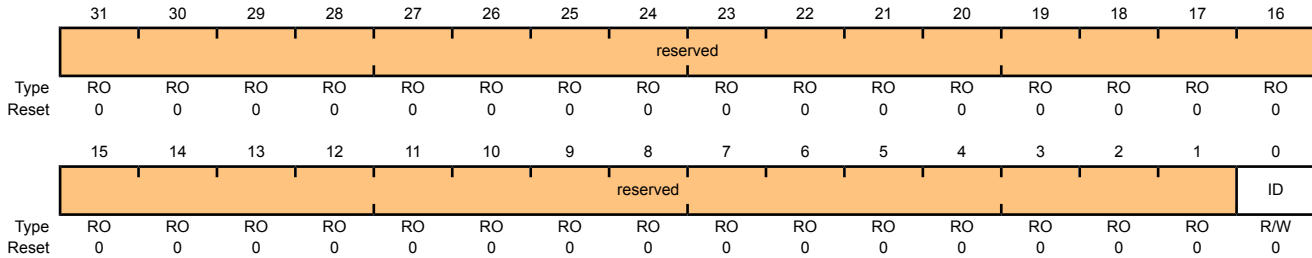 31 30 29 28 27 26 25 24 23 22 21 20 19 18 17 16
reserved
Type RO RO RO RO RO RO RO RO RO RO RO RO RO RO RO RO
Reset 0 0 0 0 0 0 0 0 0 0 0 0 0 0 0 0
15 14 13 12 11 10 9 8 7 6 5 4 3 2 1 0
reserved ID
Type RO RO RO RO RO RO RO RO RO RO RO RO RO RO RO R/W
Reset 0 0 0 0 0 0 0 0 0 0 0 0 0 0 0 0